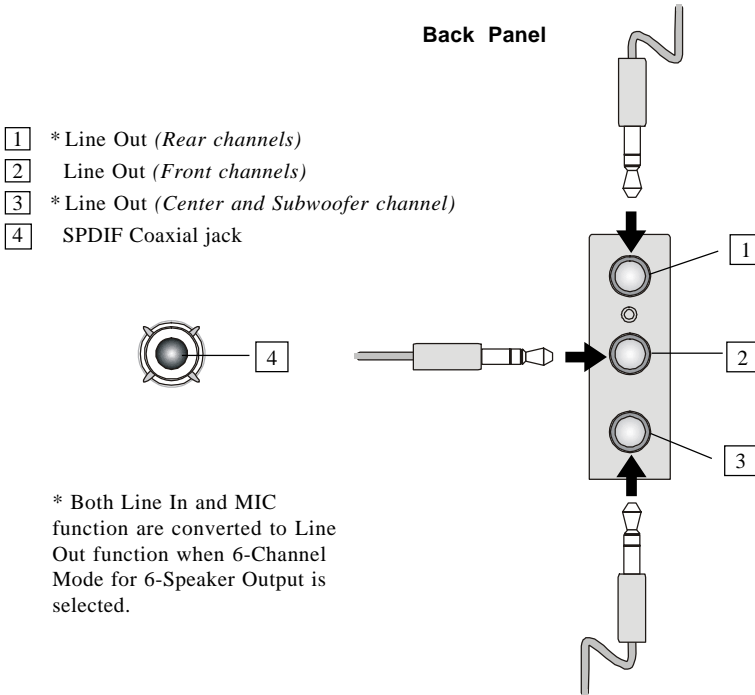 Back Panel
1 * Line Out (Rear channels)
2 Line Out (Front channels)
3 * Line Out (Center and Subwoofer channel)
4 SPDIF Coaxial jack
1
4
2
3
* Both Line In and MIC
function are converted to Line
Out function when 6-Channel
Mode for 6-Speaker Output is
selected.